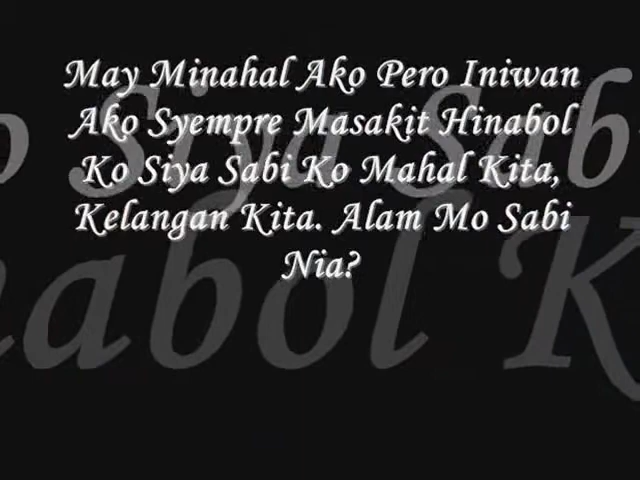 May Minahal Ako Pero Iniwan
Ako Syempre Masakit Hinabol
Ko Siya Sabi Ko Mahal Kita,
Kelangan Kita. Alam Mo Sabi
Nia?